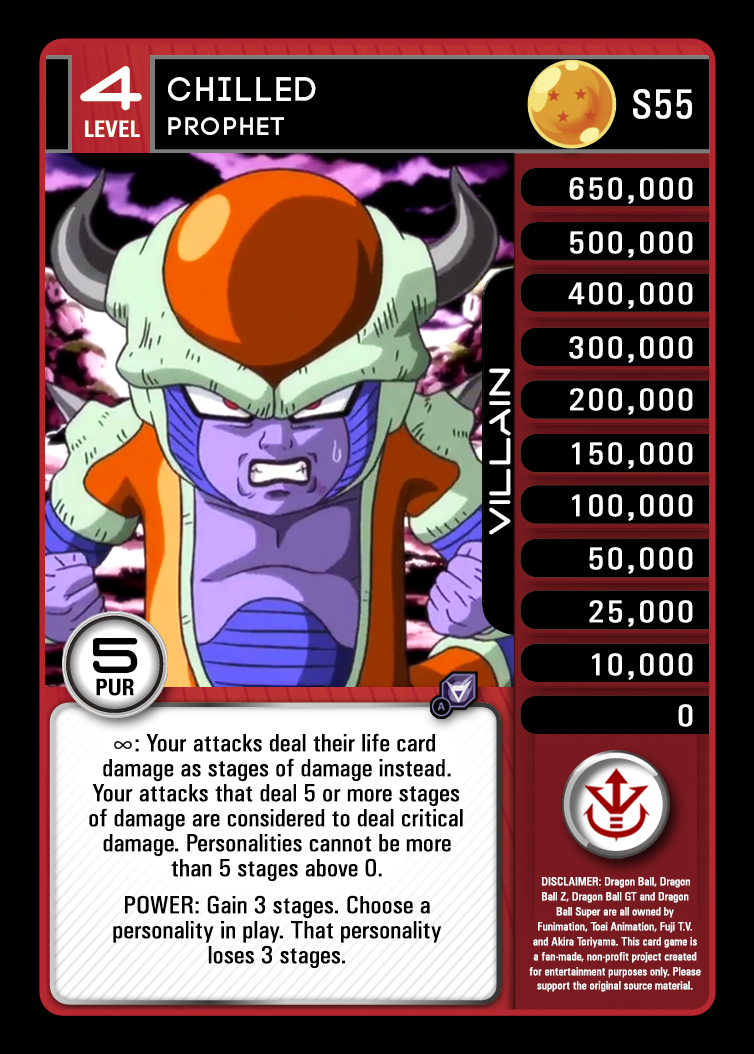 4
LEVEL
CHILLED
PROPHET
S55
650,000
500,000
400,000
300,000
200,000
150,000
100,000
50,000
25,000
10,000
0
VILLAIN
5
PUR
A
∞: Your attacks deal their life card
damage as stages of damage instead.
Your attacks that deal 5 or more stages
of damage are considered to deal critical
damage. Personalities cannot be more
than 5 stages above 0.
POWER: Gain 3 stages. Choose a
personality in play. That personality
loses 3 stages.
DISCLAIMER: Dragon Ball, Dragon
Ball Z, Dragon Ball GT and Dragon
Ball Super are all owned by
Funimation, Toei Animation, Fuji T.V.
and Akira Toriyama. This card game is
a fan-made, non-profit project created
for entertainment purposes only. Please
support the original source material.